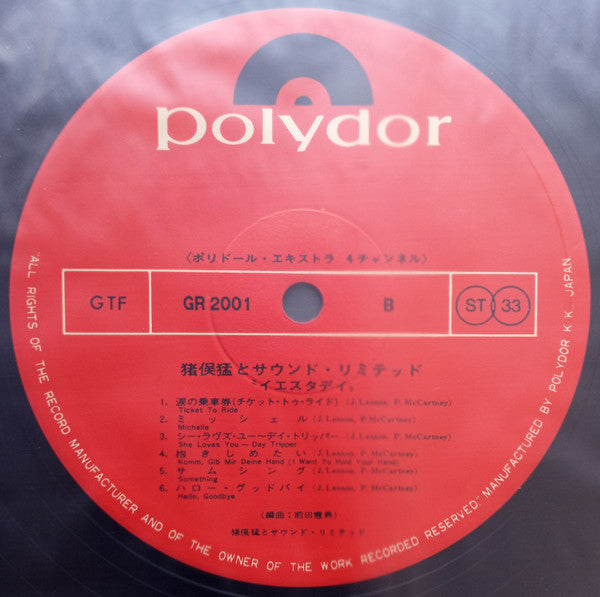 polydor
〈ポリドール・エキストラ 4チャンネル〉
GTF GR 2001 B ST 33
猪俣猛とサウンド・リミテッド
"イエスタデイ"
1. 涙の乗車券(チケット・トゥ・ライド) (J. Lennon, P. McCartney)
Ticket To Ride
2. ミッシェル (J. Lennon, P. McCartney)
Michelle
3. シー・ラヴズ・ユー〜デイ・トリッパー (J. Lennon, P. McCartney)
She Loves You ~ Day Tripper
4. 抱きしめたい (J. Lennon, P. McCartney)
Komm, Gib Mir Deine Hand (I Want To Hold Your Hand)
5. サムシング (J. Lennon, P. McCartney)
Something
6. ハロー・グッドバイ (J. Lennon, P. McCartney)
Hello, Goodbye
(編曲：前田憲男)
猪俣猛とサウンド・リミテッド
"ALL RIGHTS OF THE RECORD MANUFACTURER AND OF THE OWNER OF THE WORK RECORDED RESERVED." MANUFACTURED BY POLYDOR K.K., JAPAN